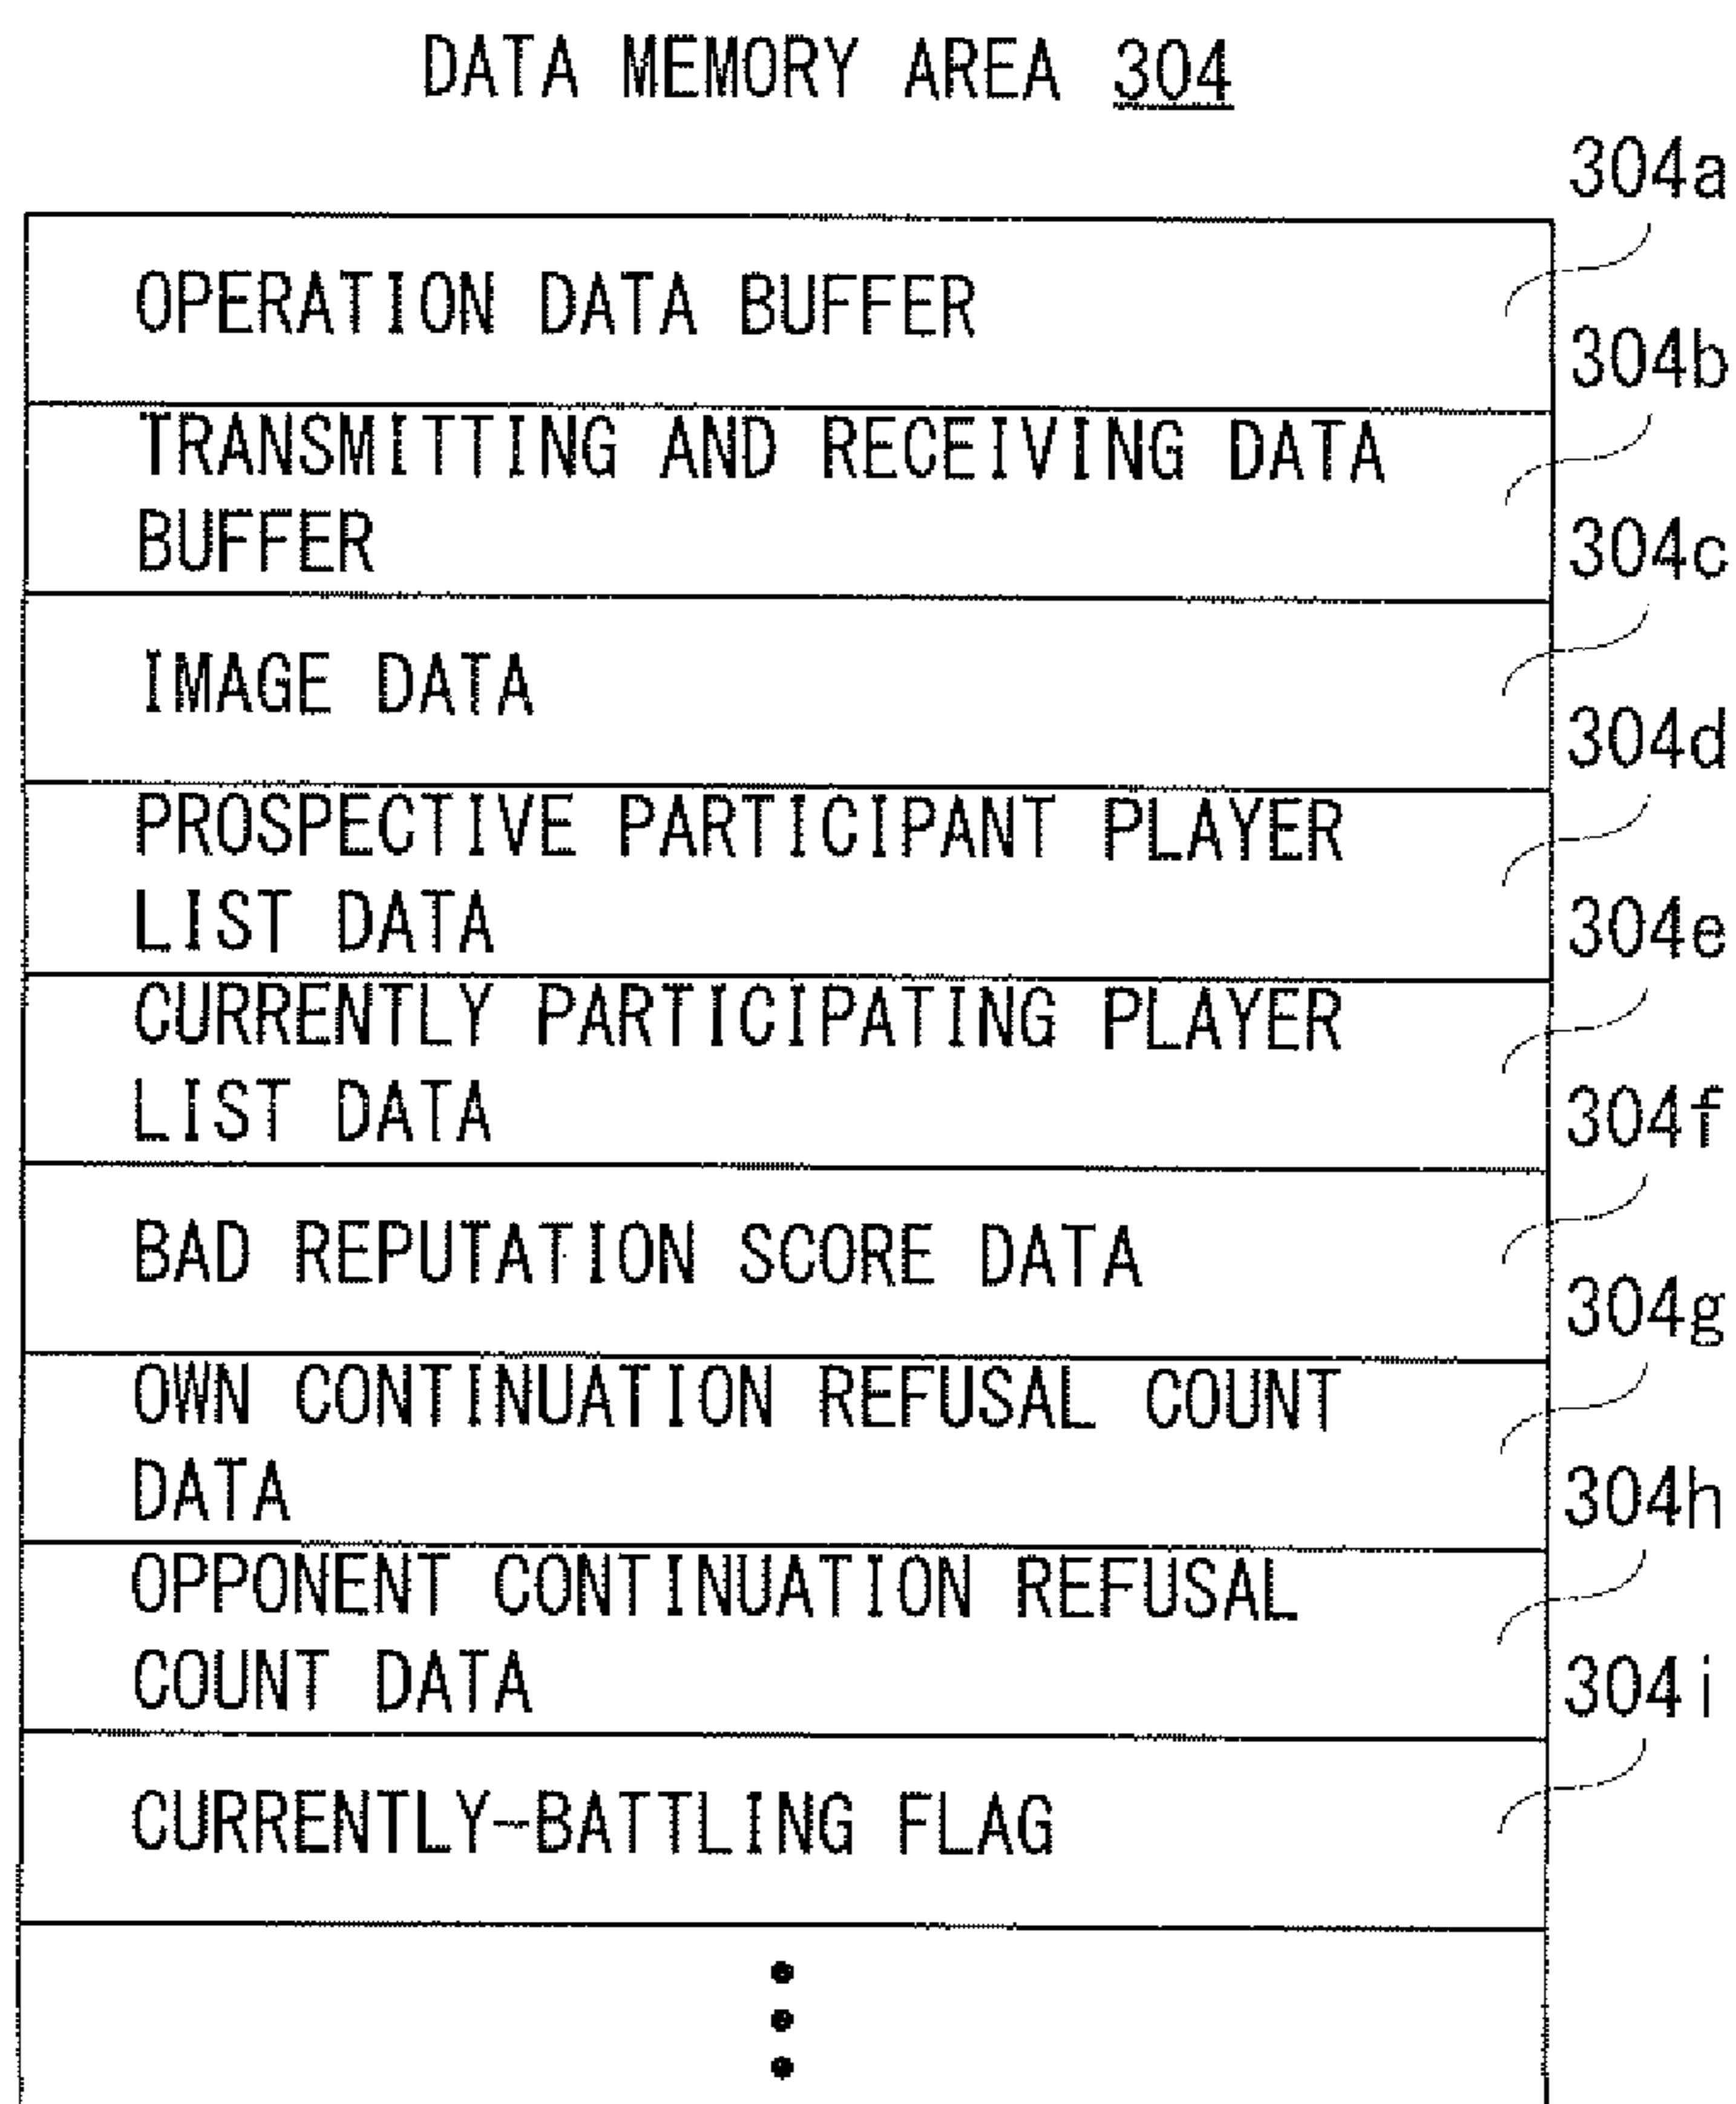 DATA MEMORY AREA 304
304a
OPERATION DATA BUFFER
304b
TRANSMITTING AND RECEIVING DATA
BUFFER
304c
IMAGE DATA
304d
PROSPECTIVE PARTICIPANT PLAYER
LIST DATA
304e
CURRENTLY PARTICIPATING PLAYER
LIST DATA
304f
BAD REPUTATION SCORE DATA
304g
OWN CONTINUATION REFUSAL COUNT
DATA
304h
OPPONENT CONTINUATION REFUSAL
COUNT DATA
304i
CURRENTLY-BATTLING FLAG